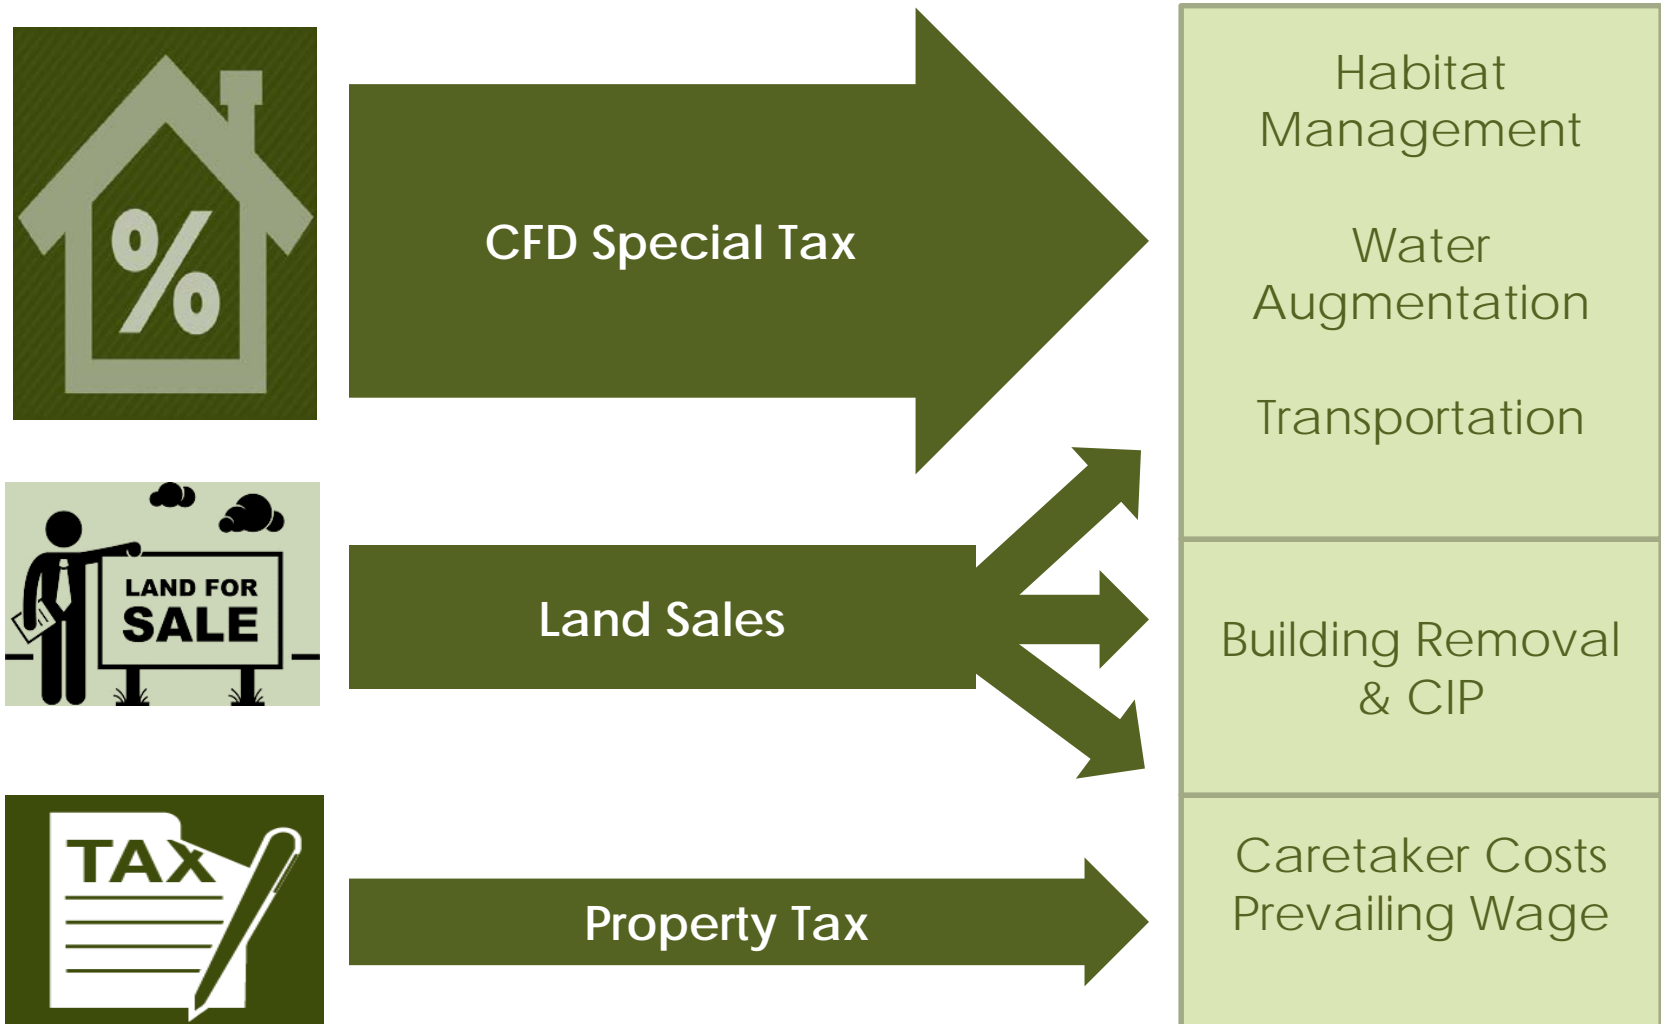 %
CFD Special Tax
Habitat
Management
Water
Augmentation
Transportation
LAND FOR
SALE
Land Sales
Building Removal
& CIP
TAX
Property Tax
Caretaker Costs
Prevailing Wage